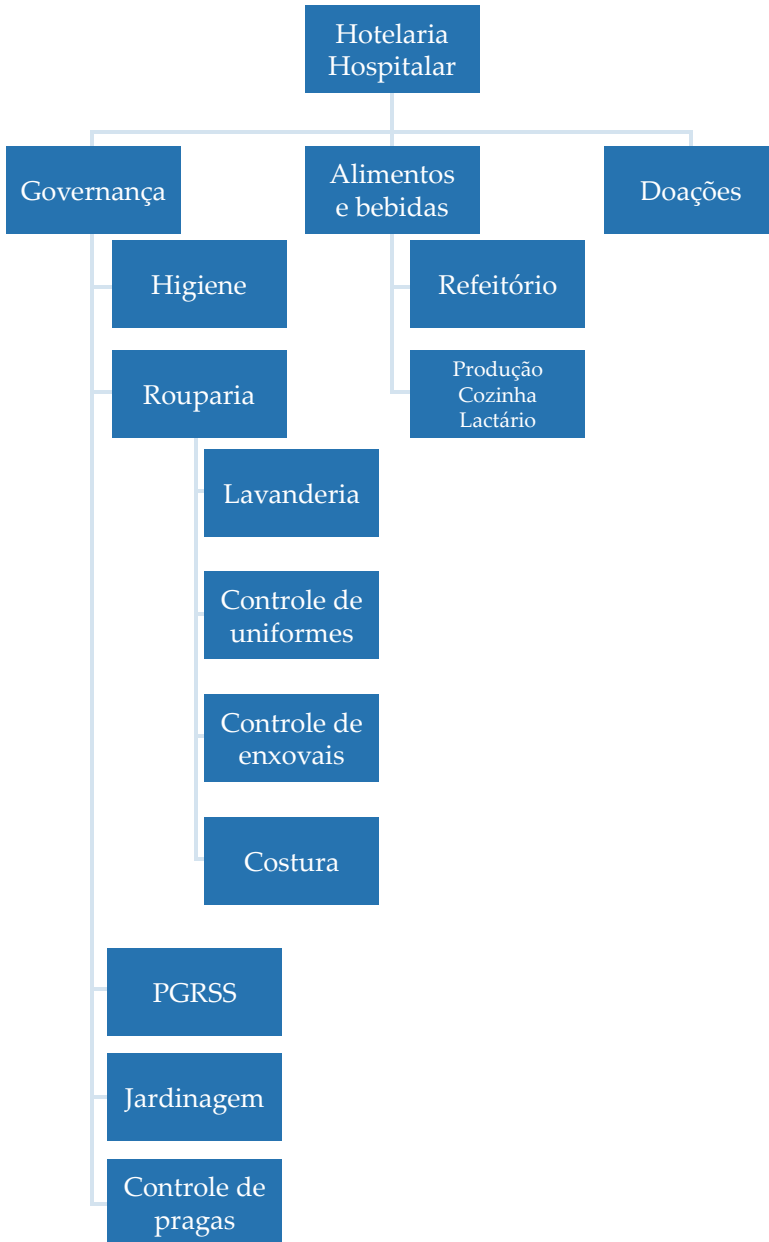 Hotelaria
Hospitalar
Governança
Alimentos
e bebidas
Doações
Higiene
Refeitório
Rouparia
Produção
Cozinha
Lactário
Lavanderia
Controle de
uniformes
Controle de
enxovais
Costura
PGRSS
Jardinagem
Controle de
pragas